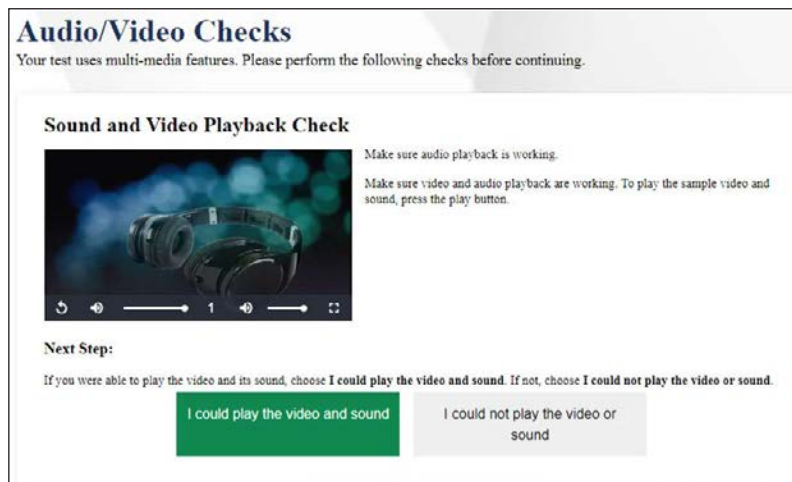 Audio/Video Checks
Your test uses multi-media features. Please perform the following checks before continuing.
Sound and Video Playback Check
Make sure audio playback is working.
Make sure video and audio playback are working. To play the sample video and
sound, press the play button.
1
Next Step:
If you were able to play the video and its sound, choose I could play the video and sound. If not, choose I could not play the video or sound.
I could play the video and sound
I could not play the video or
sound